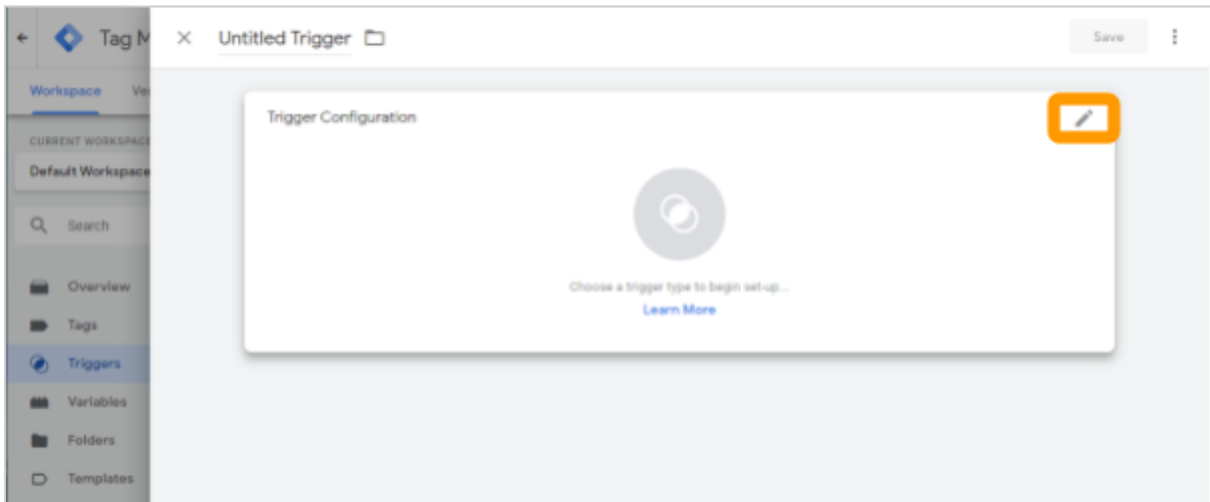 Tag M
Untitled Trigger
Save
Workspace Ve
CURRENT WORKSPACE
Default Workspace
Trigger Configuration
Search
Choose a trigger type to begin set-up...
Learn More
Overview
Tags
Triggers
Variables
Folders
Templates